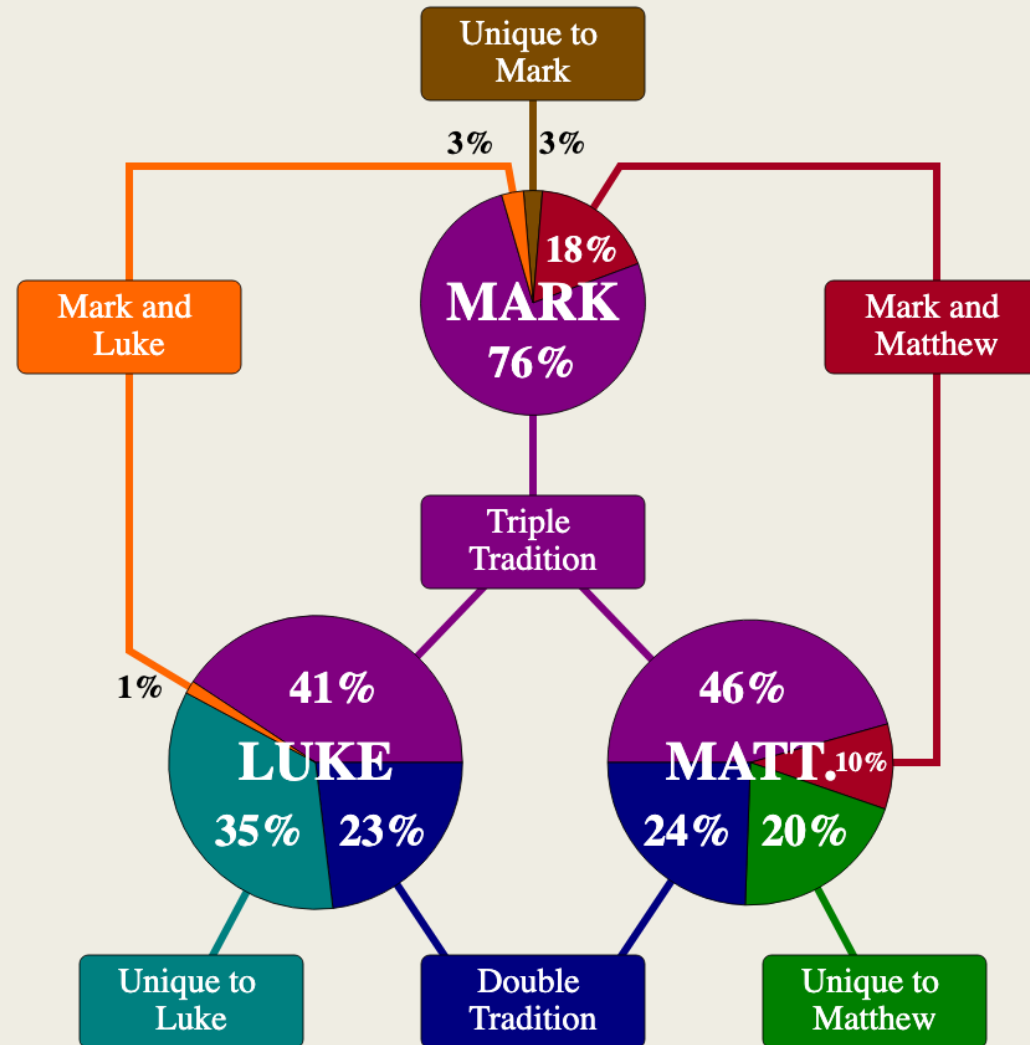 Unique to
Mark
3%
3%
18%
MARK
76%
Mark and
Luke
Mark and
Matthew
Triple
Tradition
41%
1%
LUKE
35%
23%
46%
MATT.
10%
24%
20%
Unique to
Luke
Double
Tradition
Unique to
Matthew